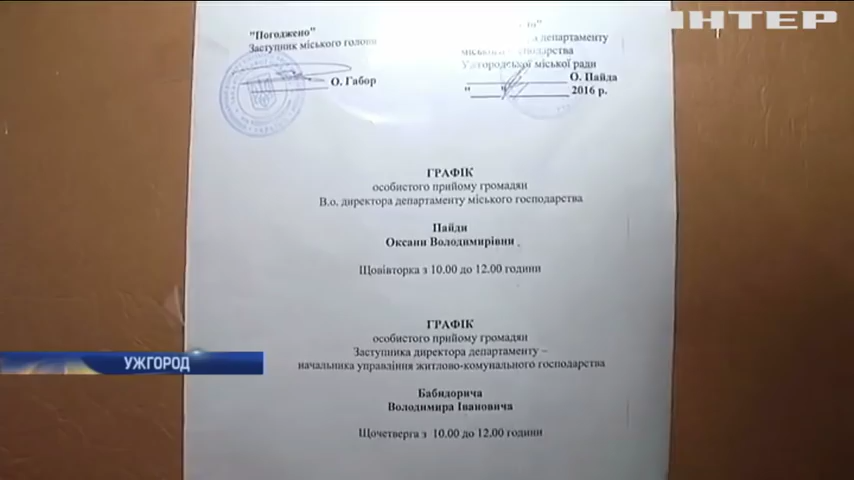 ІНТЕР
"Погоджено"
Заступник міського голови
О. Габор
департаменту
Ужгородської міської ради
О. Пайда
"_____" __________ 2016 р.
ГРАФІК
особистого прийому громадян
В.о. директора департаменту міського господарства
Пайди
Оксани Володимирівни
Щовівторка з 10.00 до 12.00 години
ГРАФІК
особистого прийому громадян
Заступника директора департаменту –
начальника управління житлово-комунального господарства
Бабидорича
Володимира Івановича
Щочетверга з 10.00 до 12.00 години
УЖГОРОД